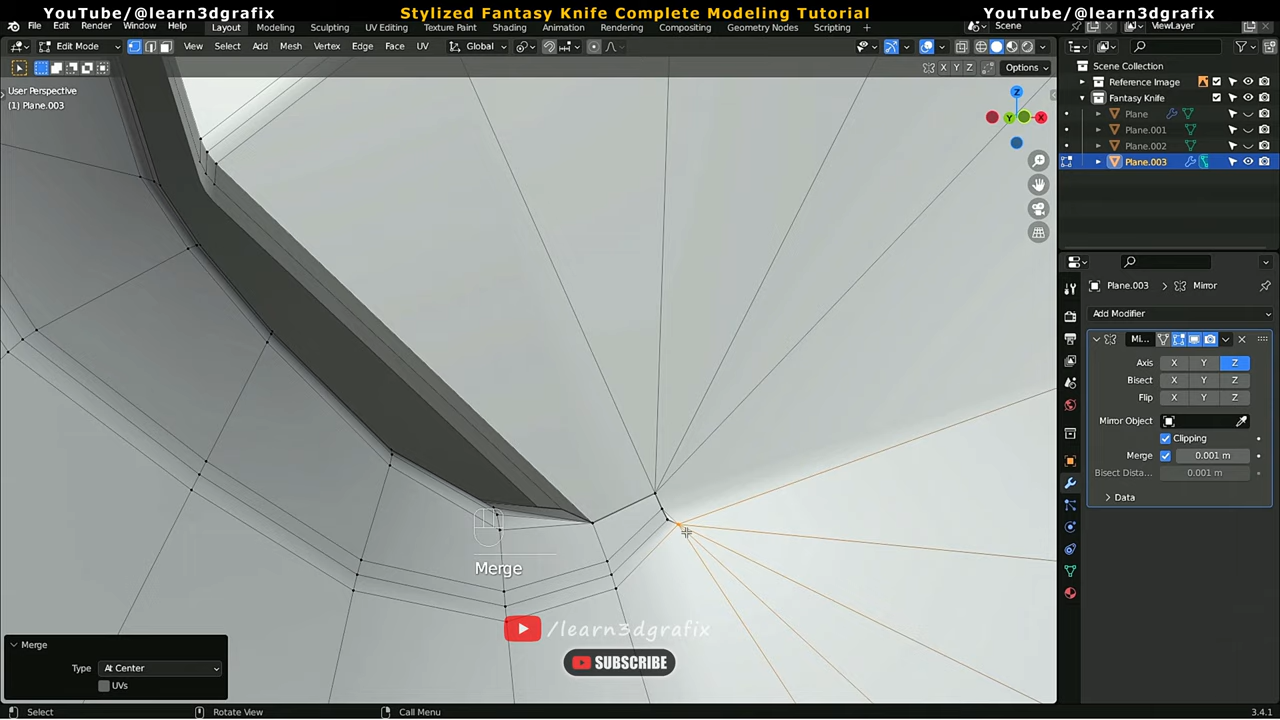 YouTube/@learn3dgrafix
Stylized Fantasy Knife Complete Modeling Tutorial
YouTube/@learn3dgrafix
File Edit Render Window Help
Layout Modeling Sculpting UV Editing Texture Paint Shading Animation Rendering Compositing Geometry Nodes Scripting
Scene
ViewLayer
Edit Mode
View Select Add Mesh Vertex Edge Face UV
Global
X Y Z
Options
User Perspective
(1) Plane.003
Z
Y
X
Scene Collection
Reference Image
Fantasy Knife
Plane
Plane.001
Plane.002
Plane.003
Plane.003 > Mirror
Add Modifier
Mi...
Axis X Y Z
Bisect X Y Z
Flip X Y Z
Mirror Object
Clipping
Merge 0.001 m
Bisect Dista... 0.001 m
Data
Merge
/learn3dgrafix
SUBSCRIBE
Merge
Type At Center
UVs
Select
Rotate View
Call Menu
3.4.1